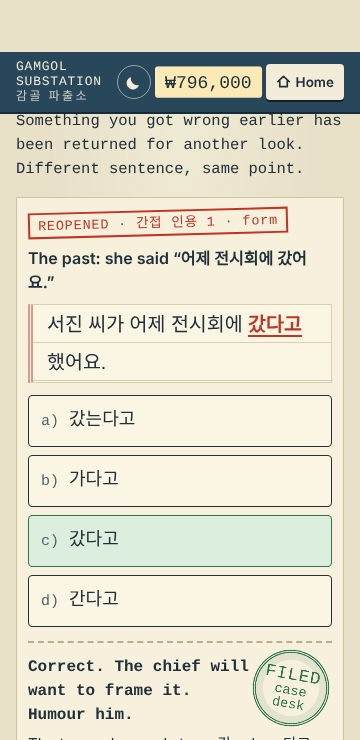 GAMGOL
SUBSTATION
감골 파출소
₩796,000
Home
Something you got wrong earlier has
been returned for another look.
Different sentence, same point.
REOPENED · 간접 인용 1 · form
The past: she said “어제 전시회에 갔어
요.”
서진 씨가 어제 전시회에 갔다고
했어요.
a) 갔는다고
b) 가다고
c) 갔다고
d) 간다고
Correct. The chief will
want to frame it.
Humour him.
FILED
case
desk